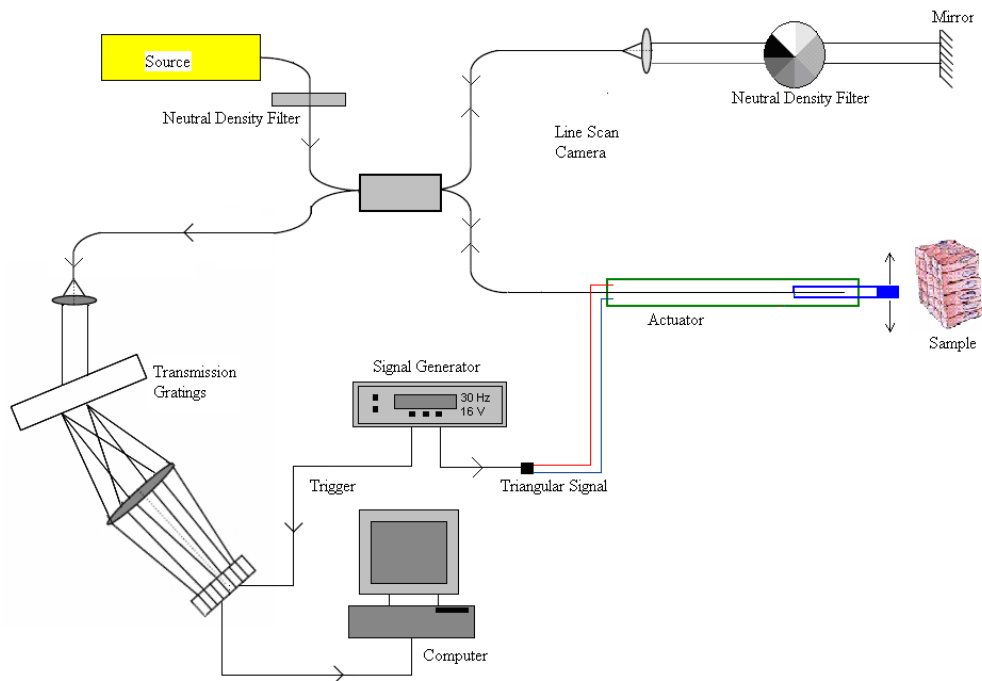 Mirror
Source
Neutral Density Filter
Neutral Density Filter
Line Scan
Camera
Actuator
Sample
Transmission
Gratings
Signal Generator
30 Hz
16 V
Trigger
Triangular Signal
Computer